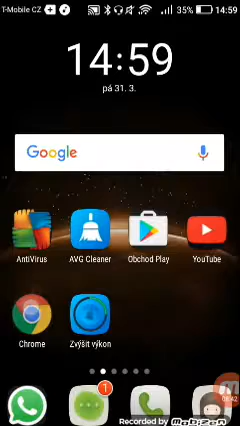 T-Mobile CZ 35% 14:59
14:59
pá 31. 3.
Google
AntiVirus AVG Cleaner Obchod Play YouTube
Chrome Zvýšit výkon
1
Recorded by Mobizen